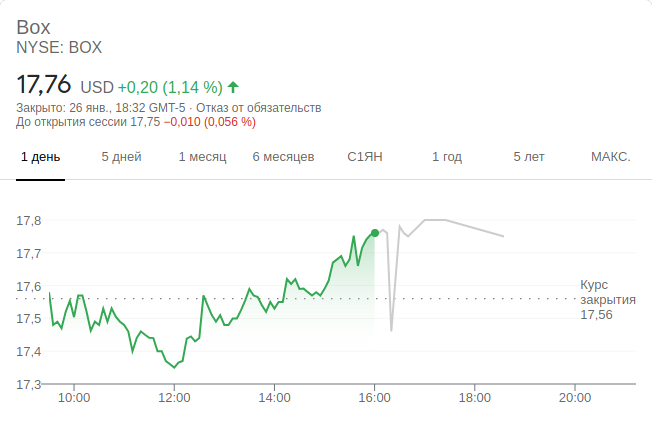 Box
NYSE: BOX
17,76 USD +0,20 (1,14 %)
Закрыто: 26 янв., 18:32 GMT-5 · Отказ от обязательств
До открытия сессии 17,75 −0,010 (0,056 %)
1 день 5 дней 1 месяц 6 месяцев С1ЯН 1 год 5 лет МАКС.
17,8
17,7
17,6
17,5
17,4
17,3
Курс
закрытия
17,56
10:00 12:00 14:00 16:00 18:00 20:00